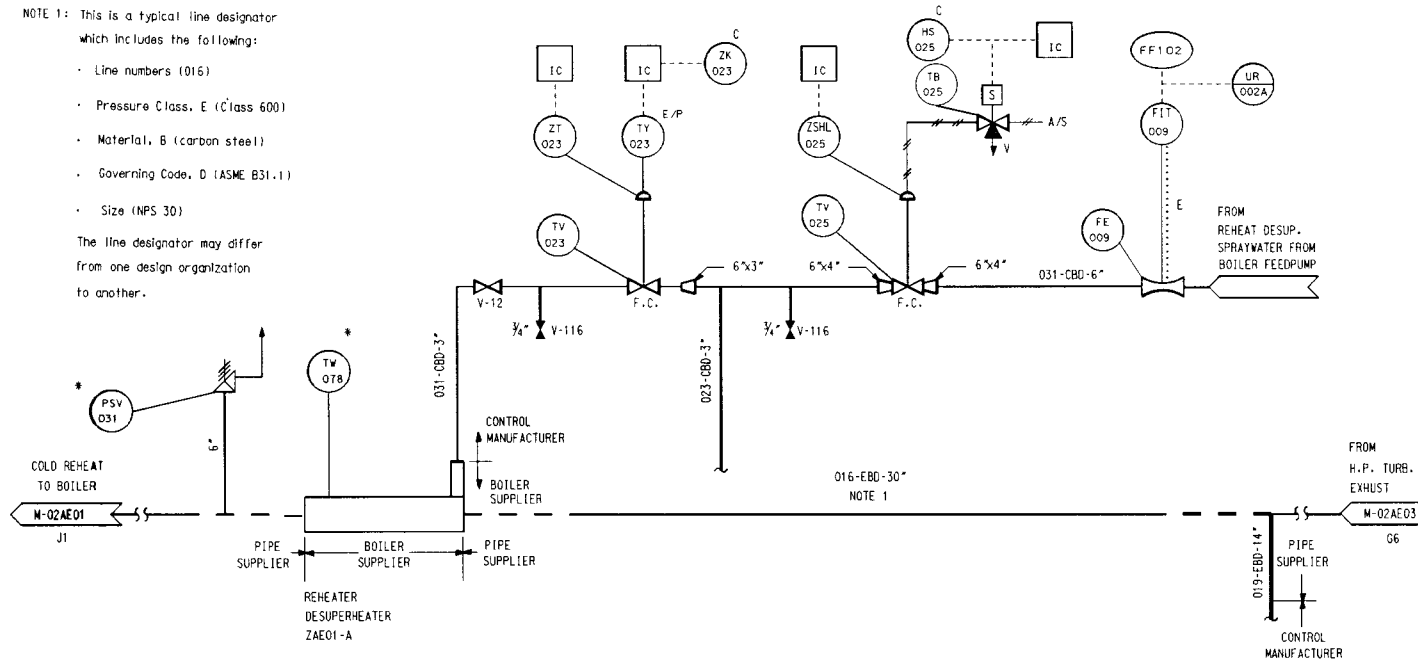 NOTE 1: This is a typical line designator
which includes the following:
· Line numbers (016)
· Pressure Class, E (Class 600)
· Material, B (carbon steel)
· Governing Code, D (ASME B31.1)
· Size (NPS 30)
The line designator may differ
from one design organization
to another.
IC
IC
C
ZK
023
IC
C
HS
025
IC
FF102
UR
002A
TB
025
S
E/P
ZT
023
TY
023
ZSHL
025
A/S
V
FIT
009
E
TV
023
TV
025
FE
009
FROM
REHEAT DESUP.
SPRAYWATER FROM
BOILER FEEDPUMP
6"x3"
6"x4"
6"x4"
031-CBD-6"
V-12
F.C.
F.C.
3/4"
V-116
3/4"
V-116
031-CBD-3"
023-CBD-3"
*
TW
078
*
PSV
031
6"
CONTROL
MANUFACTURER
BOILER
SUPPLIER
COLD REHEAT
TO BOILER
M-02AE01
J1
016-EBD-30"
NOTE 1
FROM
H.P. TURB.
EXHUST
M-02AE03
G6
PIPE
SUPPLIER
BOILER
SUPPLIER
PIPE
SUPPLIER
REHEATER
DESUPERHEATER
ZAE01-A
019-EBD-14"
PIPE
SUPPLIER
CONTROL
MANUFACTURER